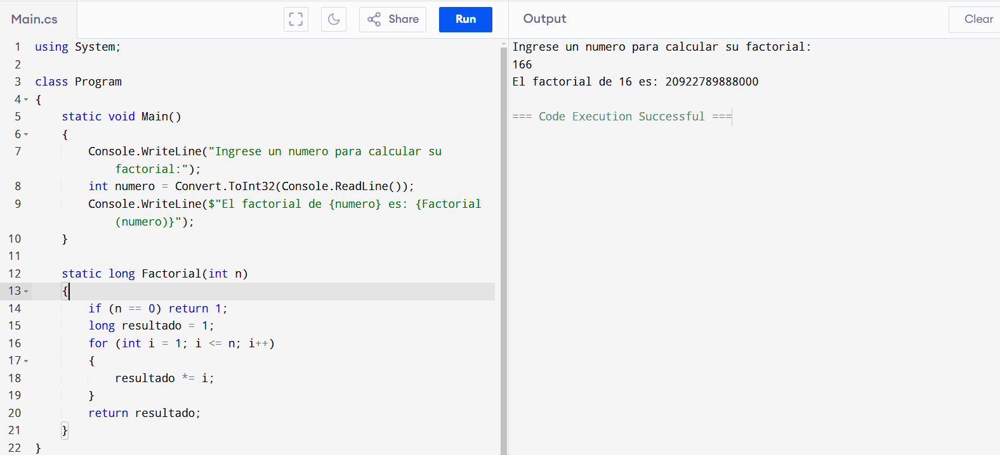 Main.cs Share Run Output Clear
1 using System;
2
3 class Program
4 {
5 static void Main()
6 {
7 Console.WriteLine("Ingrese un numero para calcular su
factorial:");
8 int numero = Convert.ToInt32(Console.ReadLine());
9 Console.WriteLine($"El factorial de {numero} es: {Factorial
(numero)}");
10 }
11
12 static long Factorial(int n)
13 {
14 if (n == 0) return 1;
15 long resultado = 1;
16 for (int i = 1; i <= n; i++)
17 {
18 resultado *= i;
19 }
20 return resultado;
21 }
22 }
Ingrese un numero para calcular su factorial:
166
El factorial de 16 es: 20922789888000
=== Code Execution Successful ===